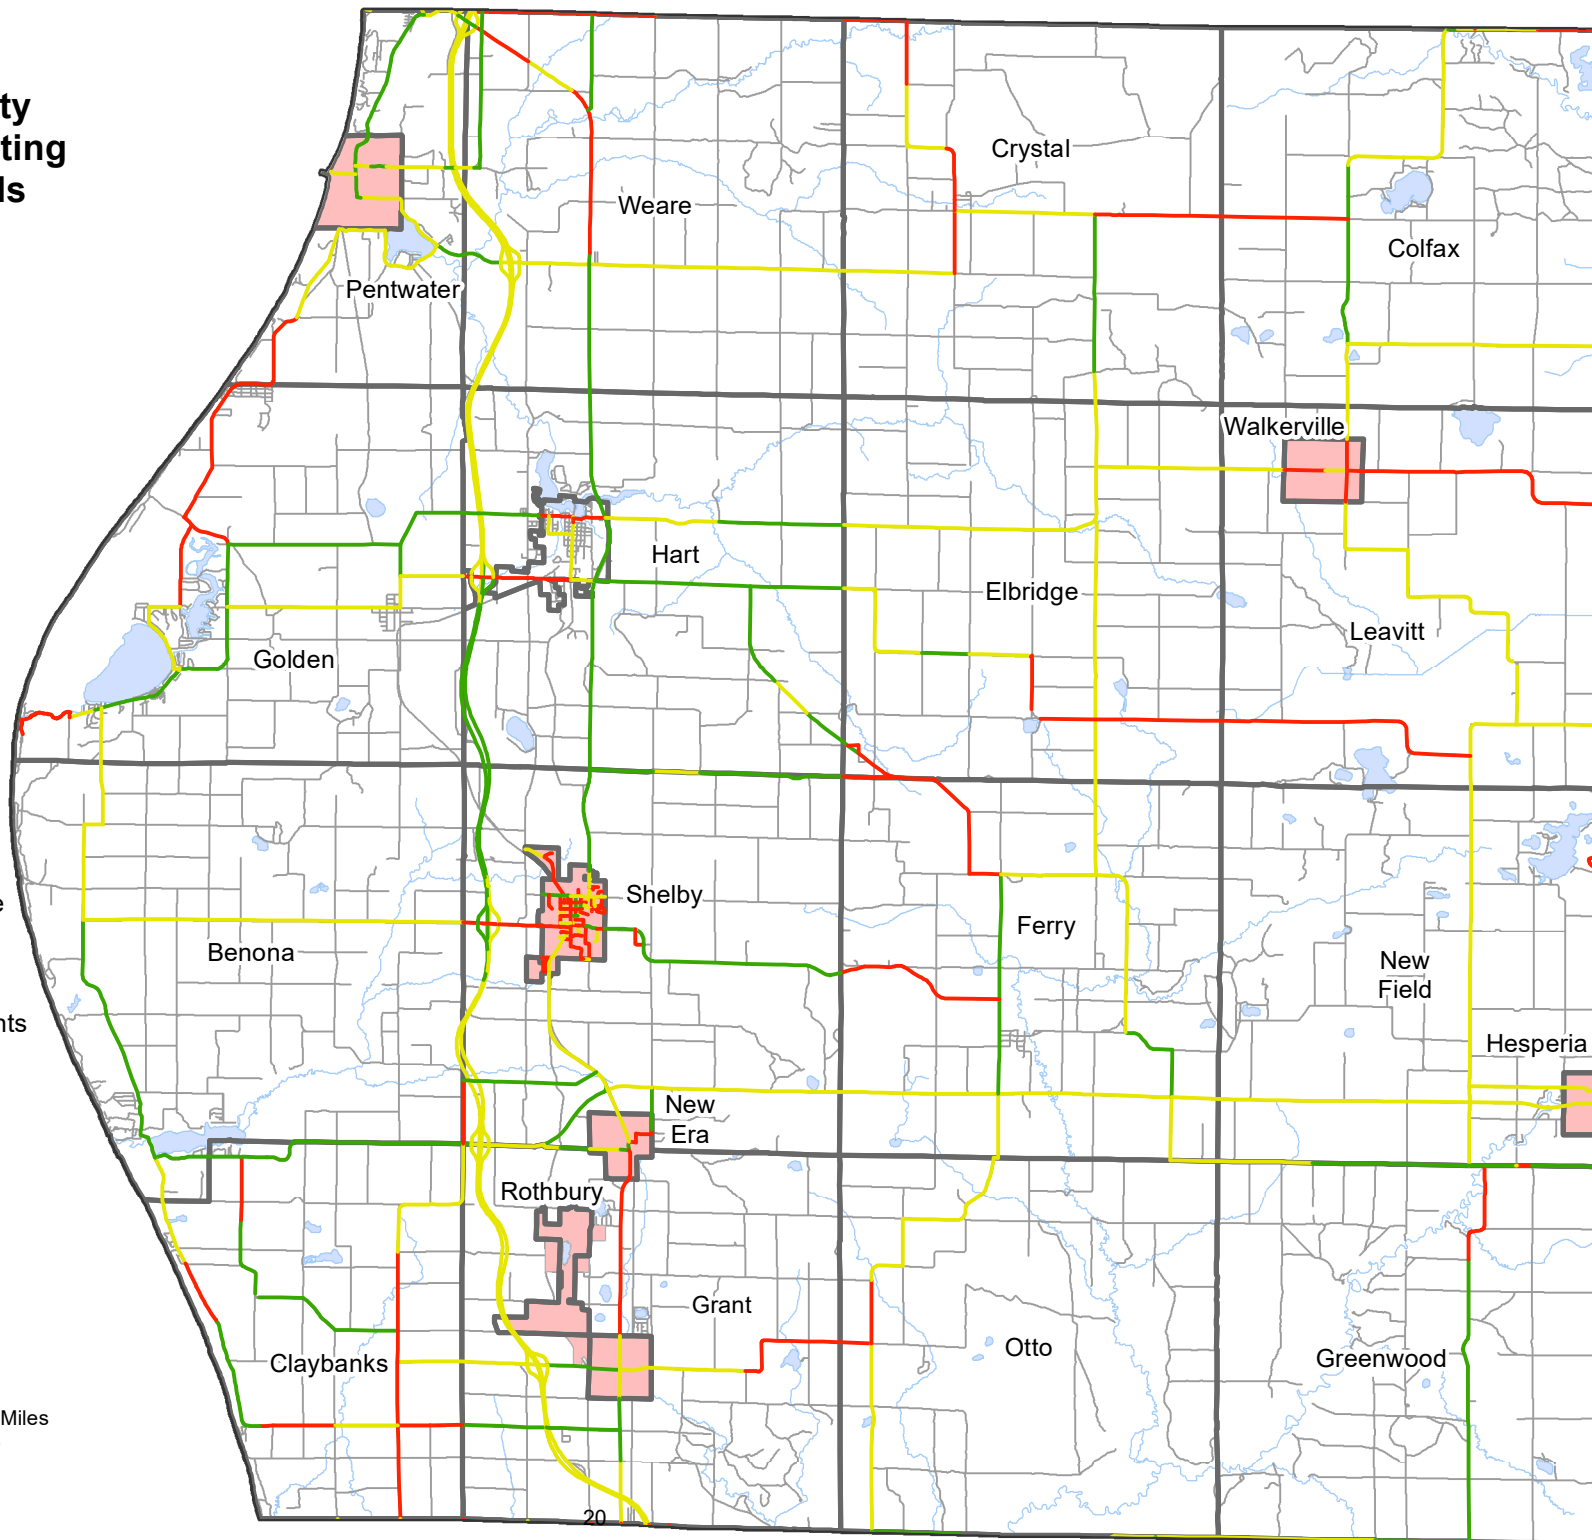 ty
ting
ls
Crystal
Weare
Colfax
Pentwater
Walkerville
Hart
Elbridge
Leavitt
Golden
Shelby
e
Ferry
Benona
New
Field
nts
Hesperia
New
Era
Rothbury
Grant
Otto
Claybanks
Greenwood
Miles
20